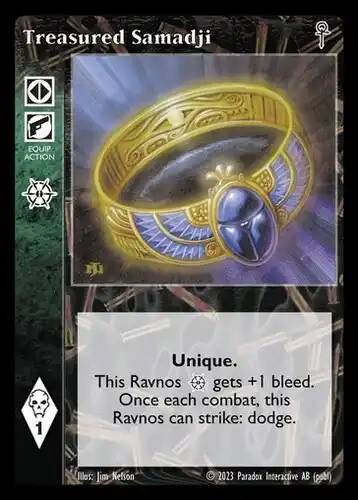 Treasured Samadji
EQUIP
ACTION
Unique.
This Ravnos gets +1 bleed.
Once each combat, this
Ravnos can strike: dodge.
1
Illus: Jim Nelson
© 2023 Paradox Interactive AB (publ)